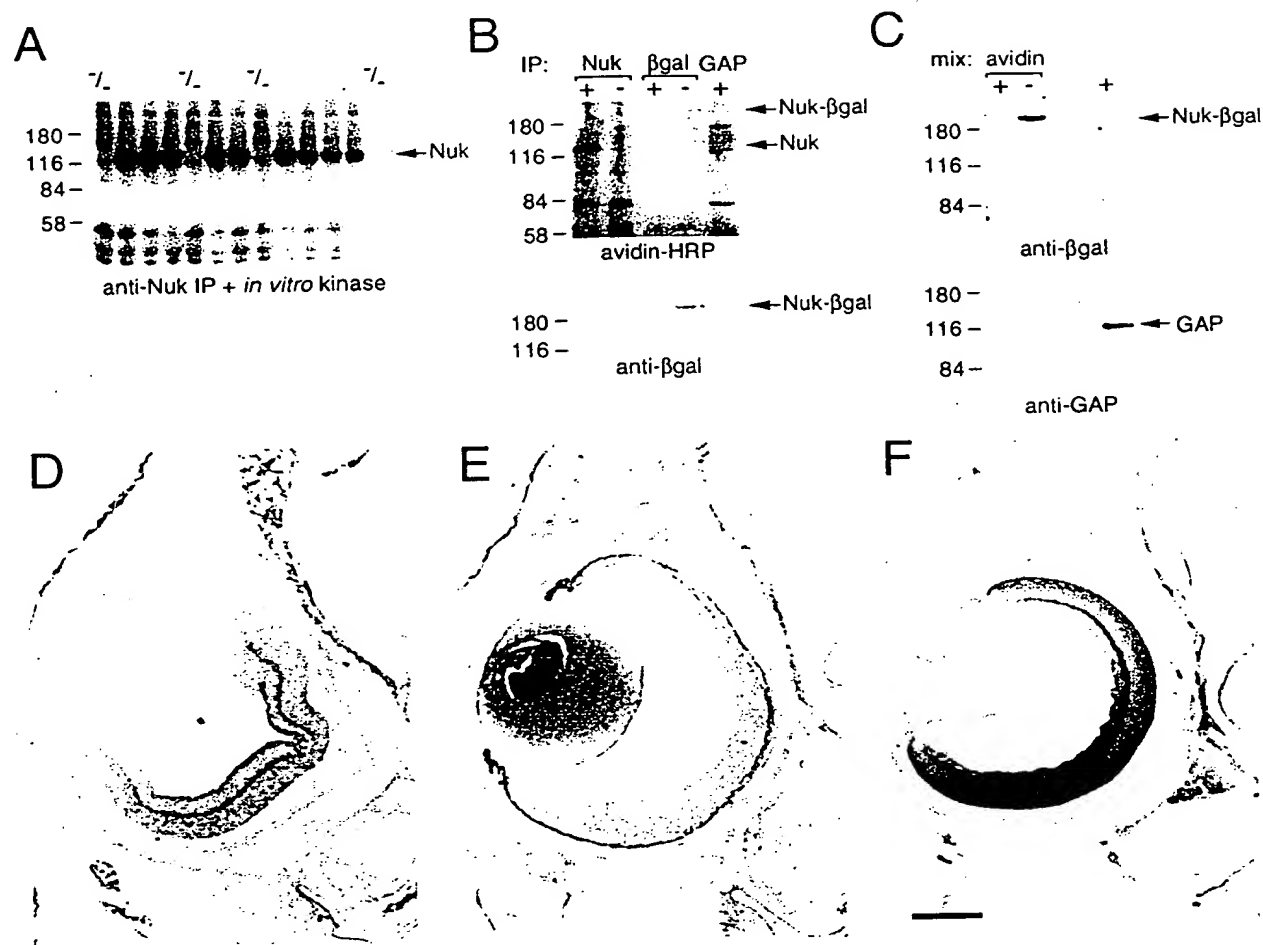 A
-/- -/- -/- -/-
180
116
84
58
Nuk
anti-Nuk IP + in vitro kinase
B
IP: Nuk βgal GAP
+ - + - +
180
116
84
58
Nuk-βgal
Nuk
avidin-HRP
180
116
Nuk-βgal
anti-βgal
C
mix: avidin
+ - +
180
116
84
Nuk-βgal
anti-βgal
180
116
84
GAP
anti-GAP
D
E
F